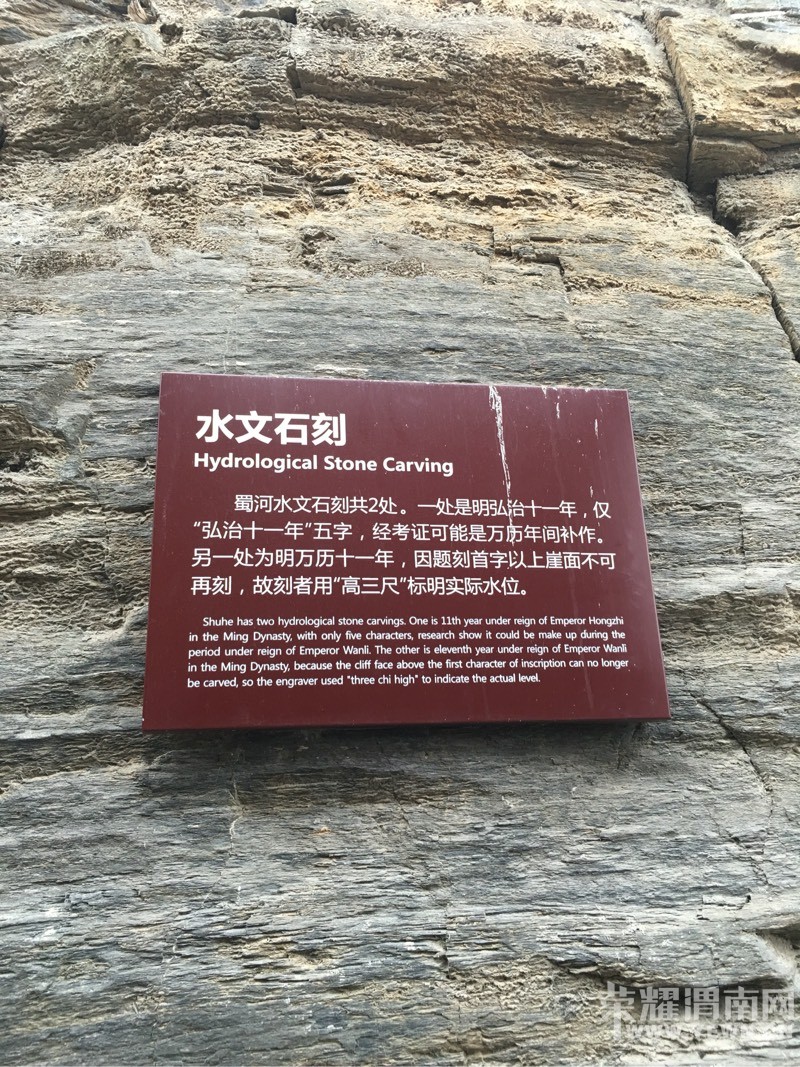 水文石刻
Hydrological Stone Carving
蜀河水文石刻共2处。一处是明弘治十一年，仅
“弘治十一年”五字，经考证可能是万历年间补作。
另一处为明万历十一年，因题刻首字以上崖面不可
再刻，故刻者用“高三尺”标明实际水位。
Shuhe has two hydrological stone carvings. One is 11th year under reign of Emperor Hongzhi
in the Ming Dynasty, with only five characters, research show it could be make up during the
period under reign of Emperor Wanli. The other is eleventh year under reign of Emperor Wanli
in the Ming Dynasty, because the cliff face above the first character of inscription can no longer
be carved, so the engraver used "three chi high" to indicate the actual level.
荣耀渭南网